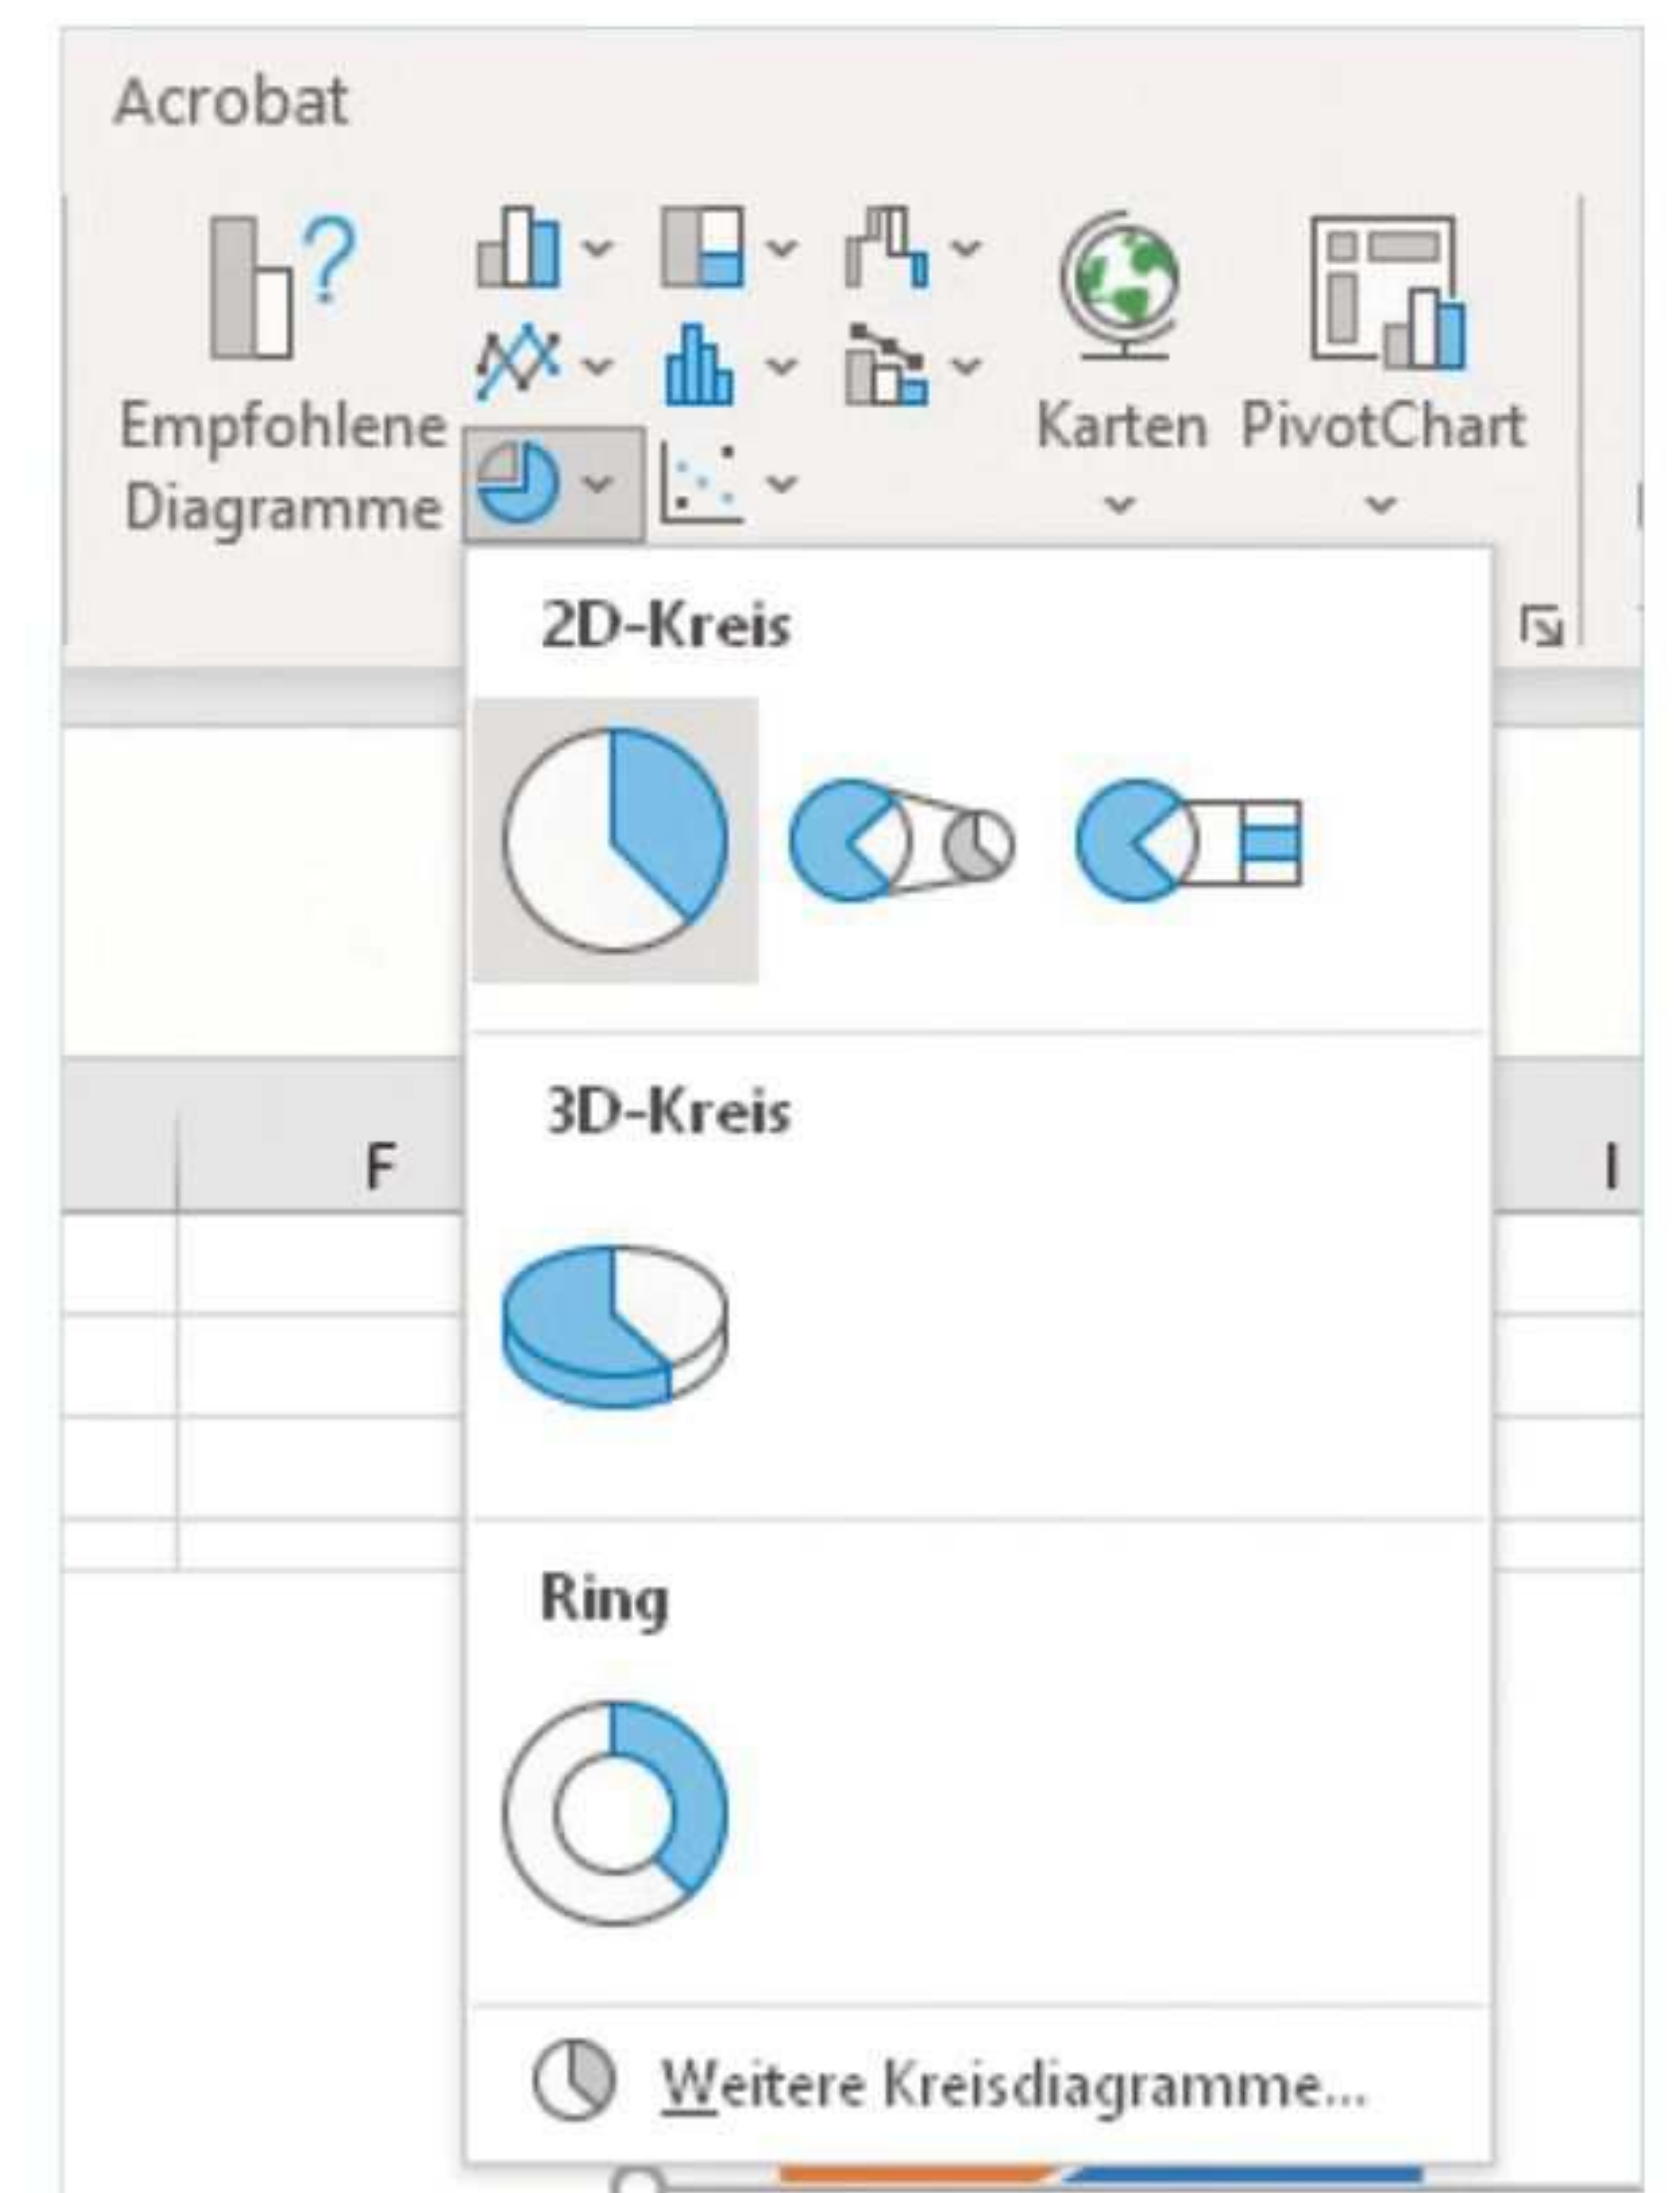 Acrobat
Empfohlene
Diagramme
Karten
PivotChart
2D-Kreis
3D-Kreis
F
I
Ring
Weitere Kreisdiagramme...